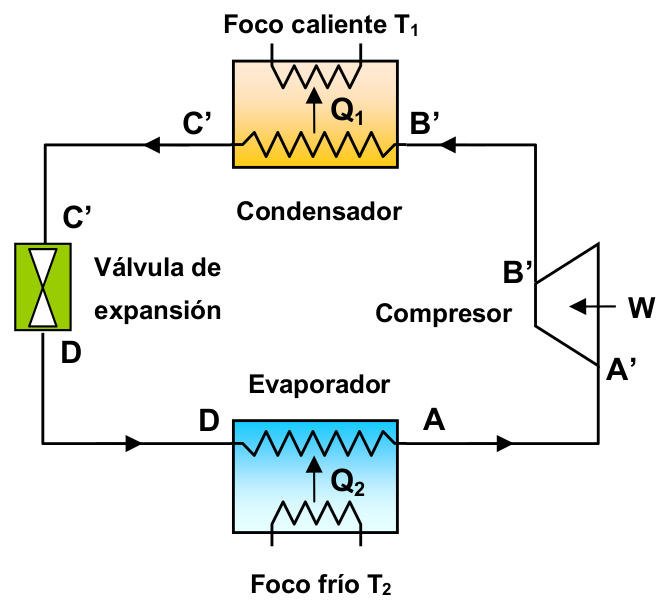 Foco caliente T₁
Q₁
C’
B’
Condensador
C’
Válvula de
expansión
B’
Compresor
W
D
A’
Evaporador
D
A
Q₂
Foco frío T₂